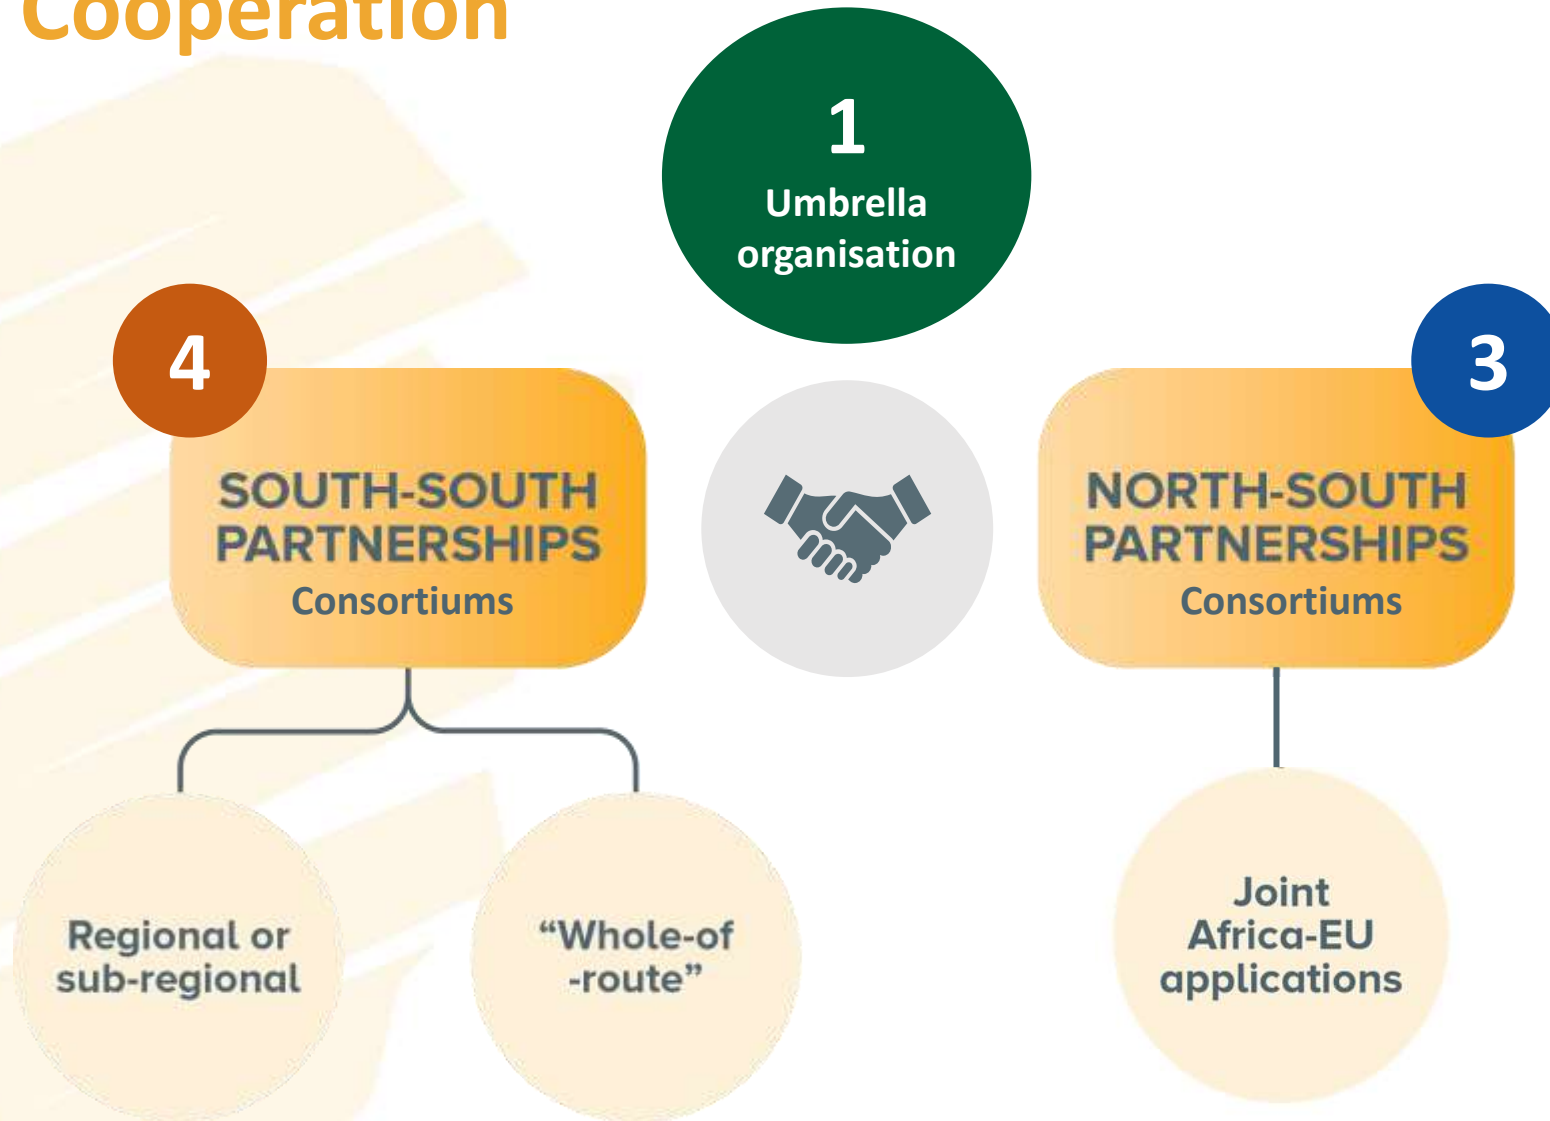 Cooperation
1
Umbrella
organisation
4
SOUTH-SOUTH
PARTNERSHIPS
Consortiums
3
NORTH-SOUTH
PARTNERSHIPS
Consortiums
Regional or
sub-regional
“Whole-of
-route”
Joint
Africa-EU
applications